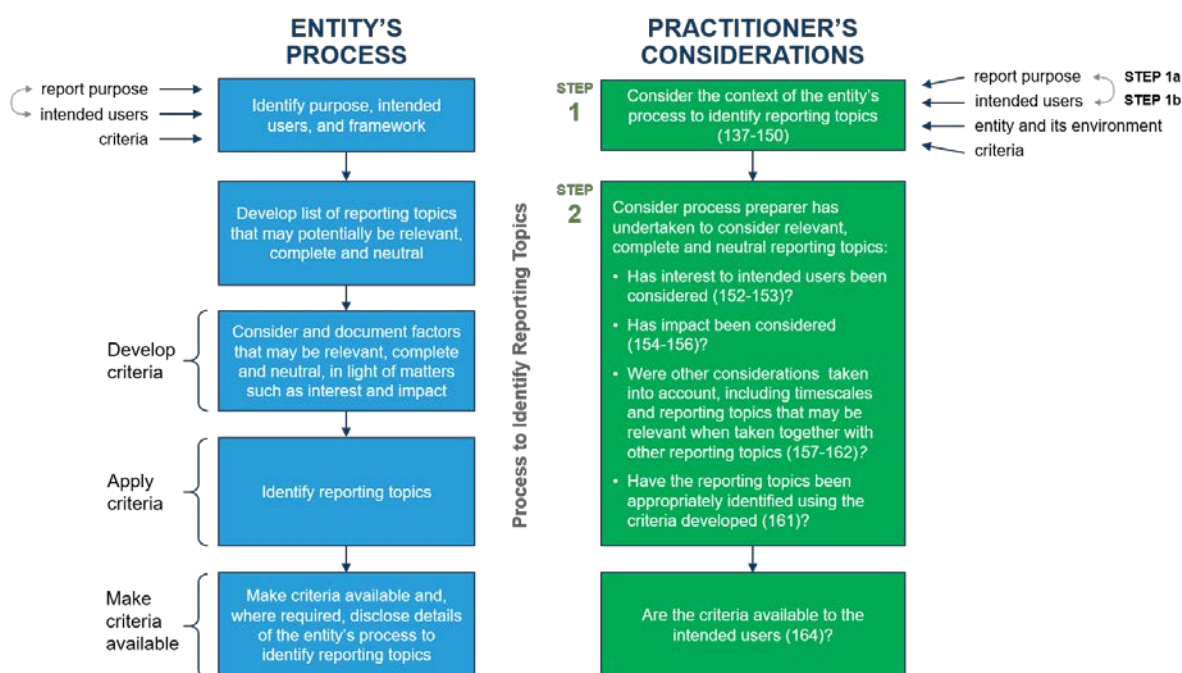 ENTITY'S
PROCESS
report purpose
intended users
criteria
Identify purpose, intended
users, and framework
Develop list of reporting topics
that may potentially be relevant,
complete and neutral
Develop
criteria
Consider and document factors
that may be relevant, complete
and neutral, in light of matters
such as interest and impact
Apply
criteria
Identify reporting topics
Make
criteria
available
Make criteria available and,
where required, disclose details
of the entity's process to
identify reporting topics
Process to Identify Reporting Topics
PRACTITIONER'S
CONSIDERATIONS
STEP
1
Consider the context of the entity's
process to identify reporting topics
(137-150)
report purpose
STEP 1a
intended users
STEP 1b
entity and its environment
criteria
STEP
2
Consider process preparer has
undertaken to consider relevant,
complete and neutral reporting topics:
• Has interest to intended users been
considered (152-153)?
• Has impact been considered
(154-156)?
• Were other considerations taken
into account, including timescales
and reporting topics that may be
relevant when taken together with
other reporting topics (157-162)?
• Have the reporting topics been
appropriately identified using the
criteria developed (161)?
Are the criteria available to the
intended users (164)?